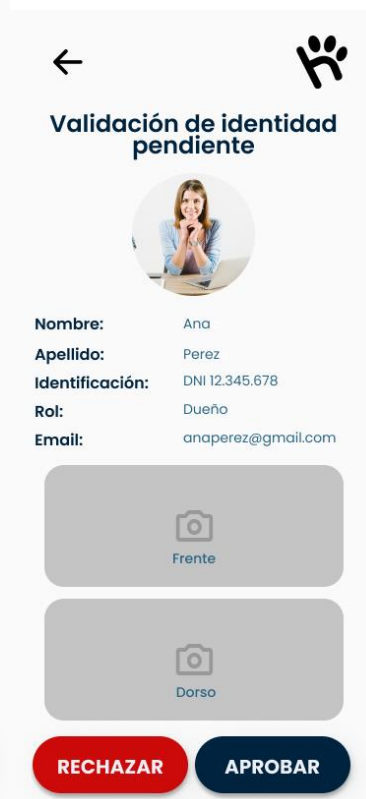 Validación de identidad
pendiente
Nombre: Ana
Apellido: Perez
Identificación: DNI 12.345.678
Rol: Dueño
Email: anaperez@gmail.com
Frente
Dorso
RECHAZAR APROBAR